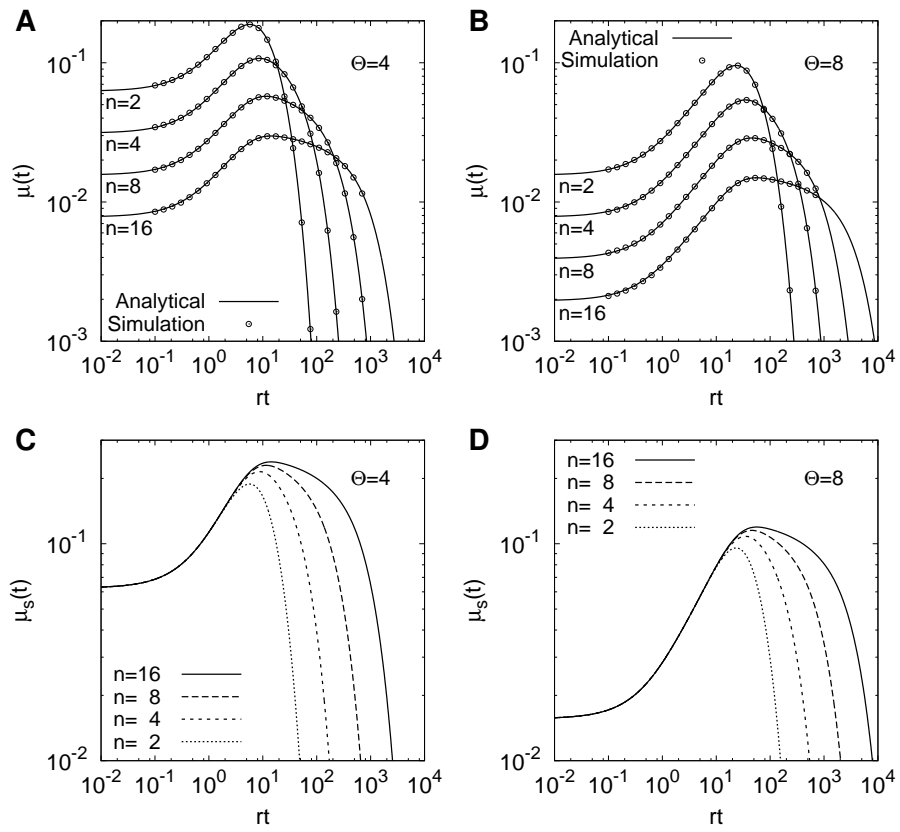 A
Θ=4
μ(t)
10^-1
10^-2
10^-3
n=2
n=4
n=8
n=16
Analytical
Simulation
10^-2 10^-1 10^0 10^1 10^2 10^3 10^4
rt
B
Analytical
Simulation
Θ=8
μ(t)
10^-1
10^-2
10^-3
n=2
n=4
n=8
n=16
10^-2 10^-1 10^0 10^1 10^2 10^3 10^4
rt
C
Θ=4
μ_s(t)
10^-1
10^-2
n=16
n= 8
n= 4
n= 2
10^-2 10^-1 10^0 10^1 10^2 10^3 10^4
rt
D
n=16
n= 8
n= 4
n= 2
Θ=8
μ_s(t)
10^-1
10^-2
10^-2 10^-1 10^0 10^1 10^2 10^3 10^4
rt